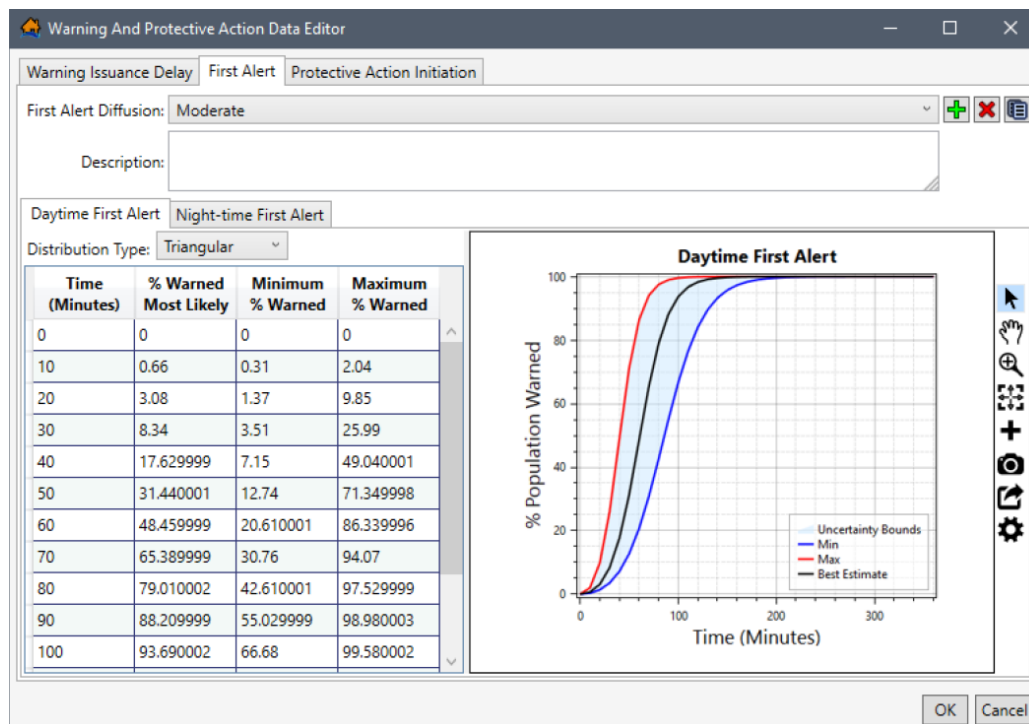 Warning And Protective Action Data Editor
Warning Issuance Delay First Alert Protective Action Initiation
First Alert Diffusion: Moderate
Description:
Daytime First Alert Night-time First Alert
Distribution Type: Triangular
Time (Minutes) % Warned Most Likely Minimum % Warned Maximum % Warned
0 0 0 0
10 0.66 0.31 2.04
20 3.08 1.37 9.85
30 8.34 3.51 25.99
40 17.629999 7.15 49.040001
50 31.440001 12.74 71.349998
60 48.459999 20.610001 86.339996
70 65.389999 30.76 94.07
80 79.010002 42.610001 97.529999
90 88.209999 55.029999 98.980003
100 93.690002 66.68 99.580002
Daytime First Alert
% Population Warned
100
80
60
40
20
0
0 100 200 300
Time (Minutes)
Uncertainty Bounds
Min
Max
Best Estimate
OK Cancel